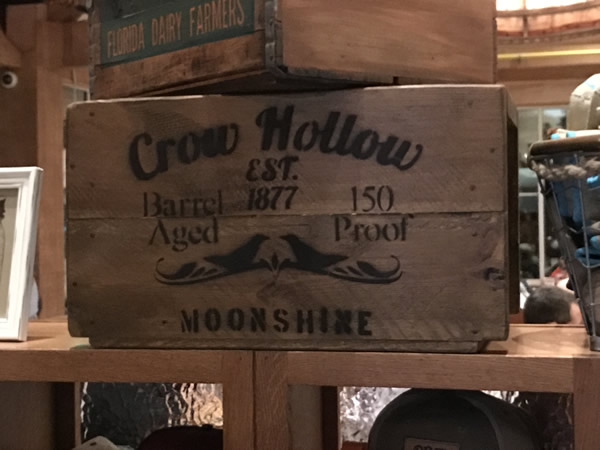 FLORIDA DAIRY FARMERS
Crow Hollow
EST.
1877
Barrel
Aged
150
Proof
MOONSHINE